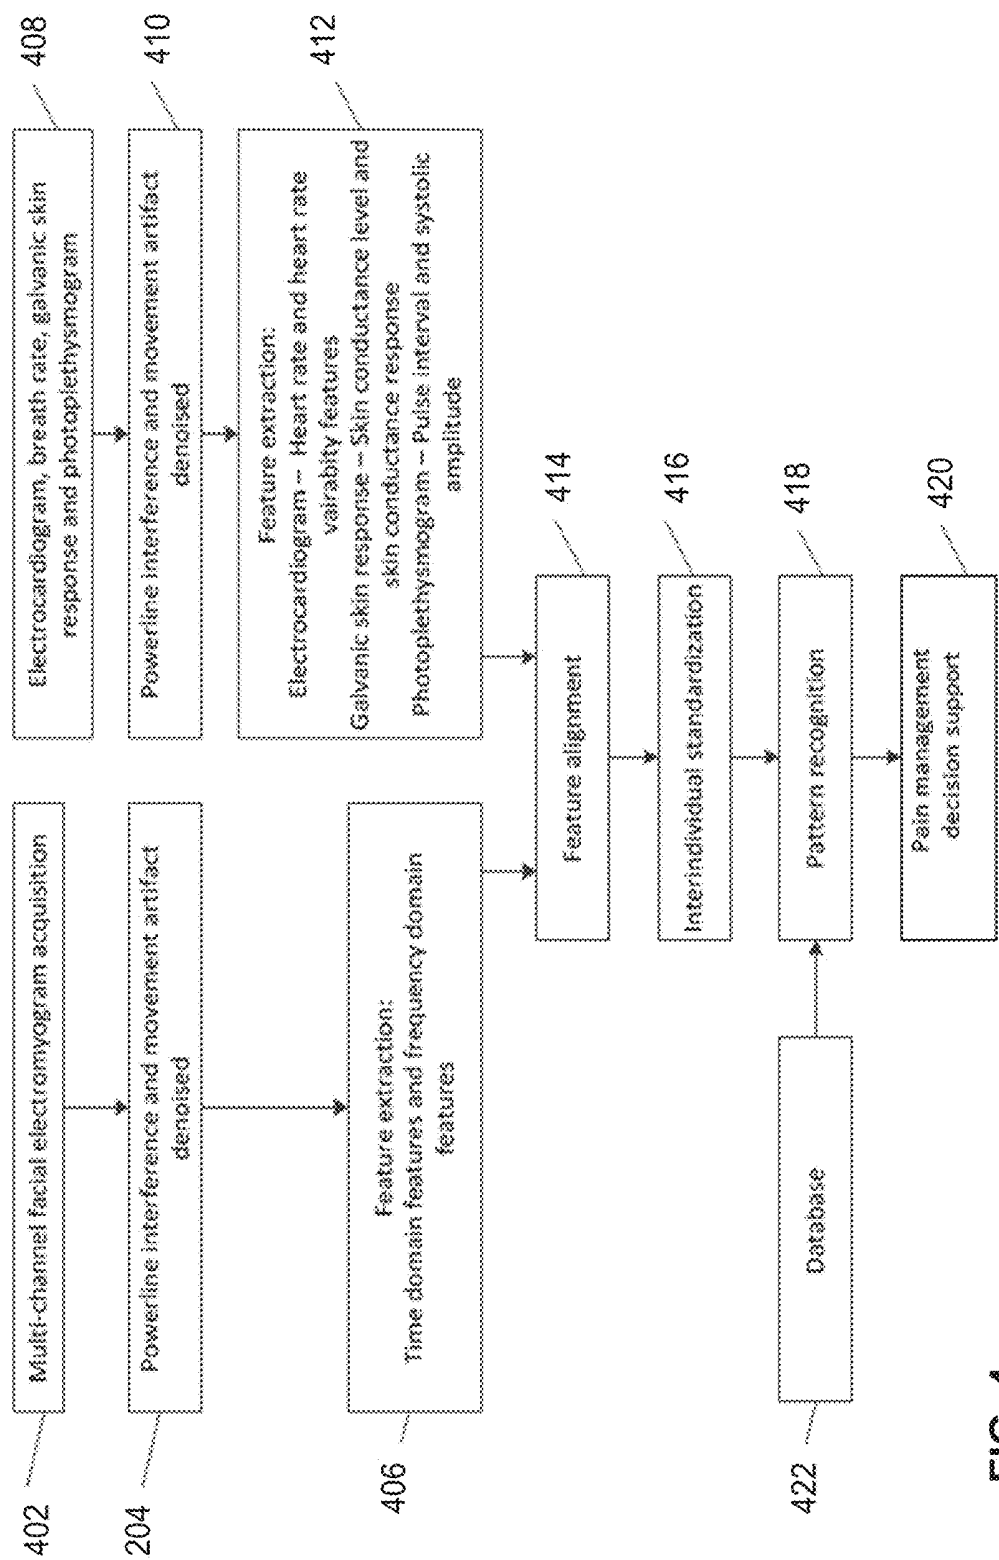 402
Multi-channel facial electromyogram acquisition
204
Powerline interference and movement artifact
denoised
406
Feature extraction:
Time domain features and frequency domain
features
408
Electrocardiogram, breath rate, galvanic skin
response and photoplethysmogram
410
Powerline interference and movement artifact
denoised
412
Feature extraction:
Electrocardiogram – Heart rate and heart rate
vairabity features
Galvanic skin response – Skin conductance level and
skin conductance response
Photoplethysmogram – Pulse interval and systolic
amplitude
414
Feature alignment
416
Interindividual standardization
422
Database
418
Pattern recognition
420
Pain management
decision support